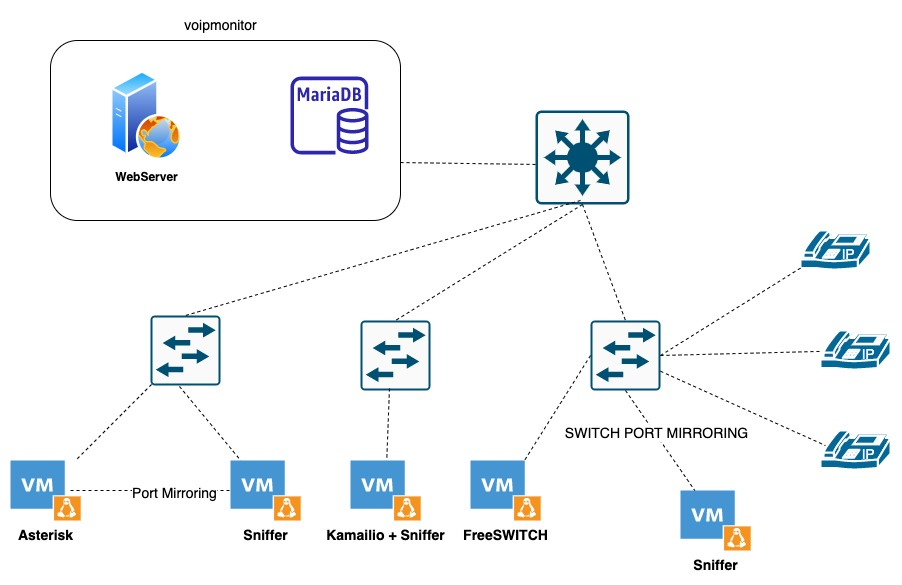 voipmonitor
MariaDB
WebServer
IP
IP
IP
SWITCH PORT MIRRORING
VM
Port Mirroring
VM
VM
VM
VM
Asterisk
Sniffer
Kamailio + Sniffer
FreeSWITCH
Sniffer